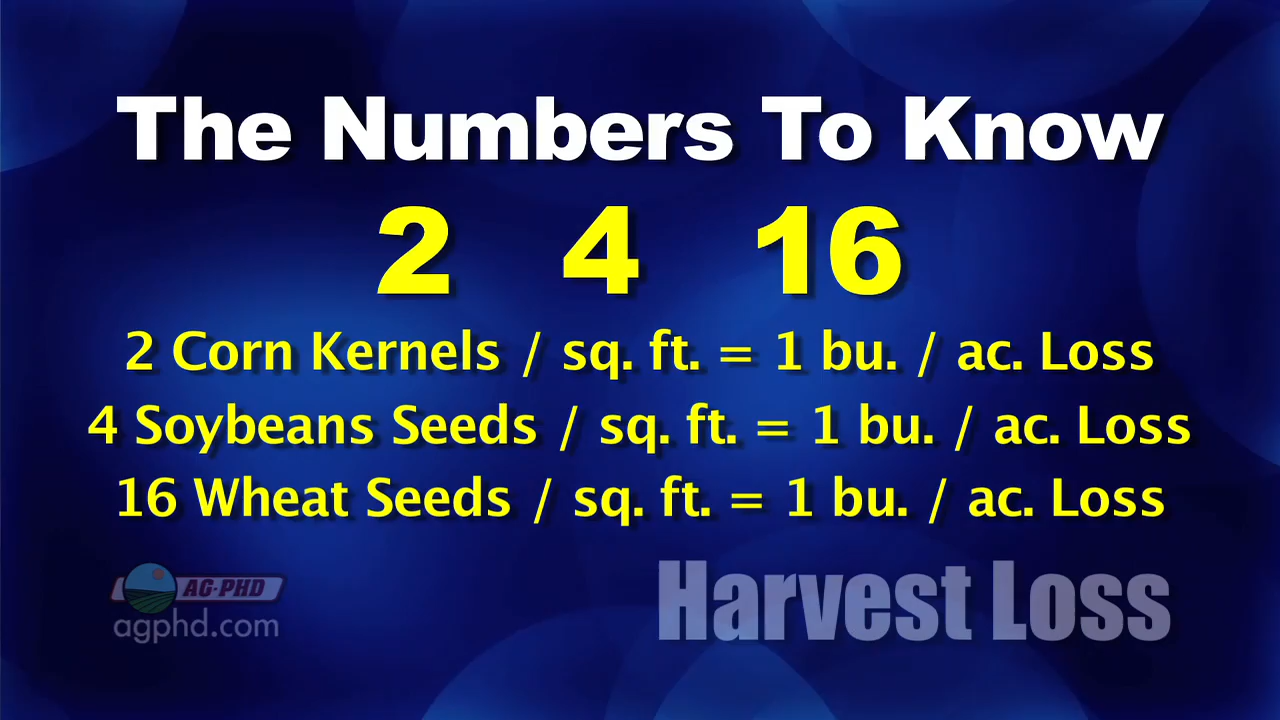 The Numbers To Know
2 4 16
2 Corn Kernels / sq. ft. = 1 bu. / ac. Loss
4 Soybeans Seeds / sq. ft. = 1 bu. / ac. Loss
16 Wheat Seeds / sq. ft. = 1 bu. / ac. Loss
AG·PHD
agphd.com
Harvest Loss